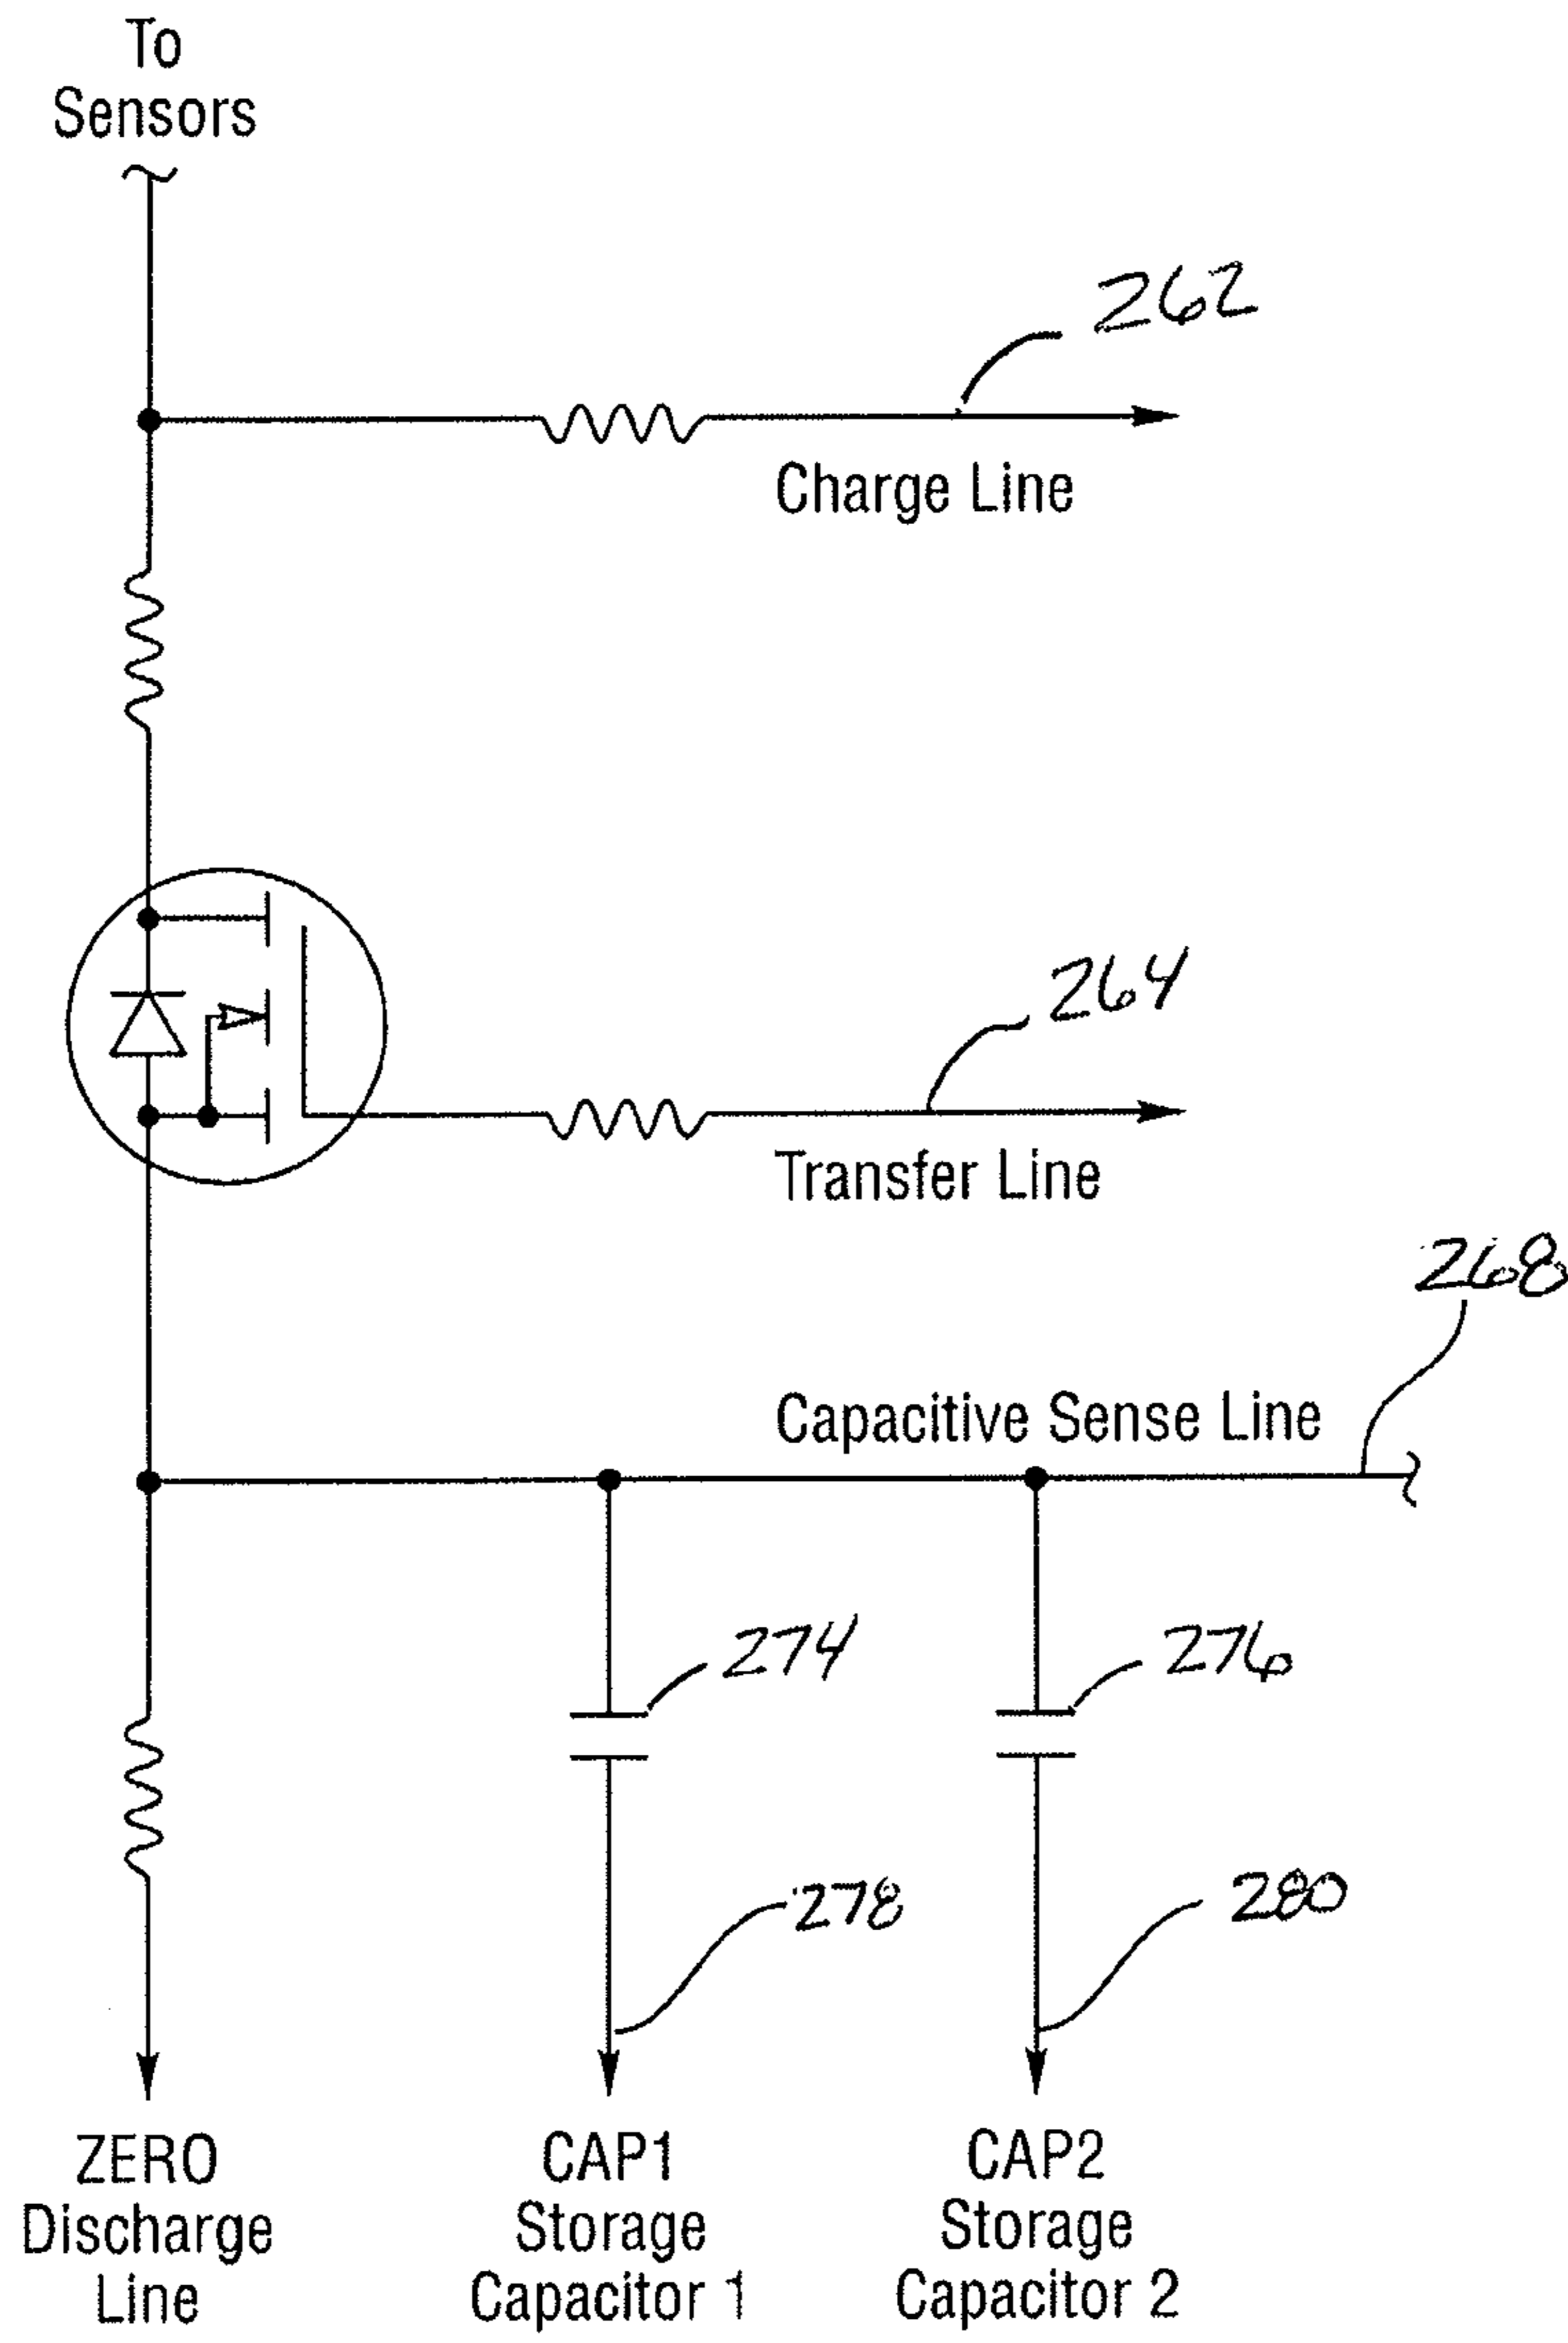 To
Sensors
262
Charge Line
264
Transfer Line
268
Capacitive Sense Line
274
276
278
280
ZERO
Discharge
Line
CAP1
Storage
Capacitor 1
CAP2
Storage
Capacitor 2